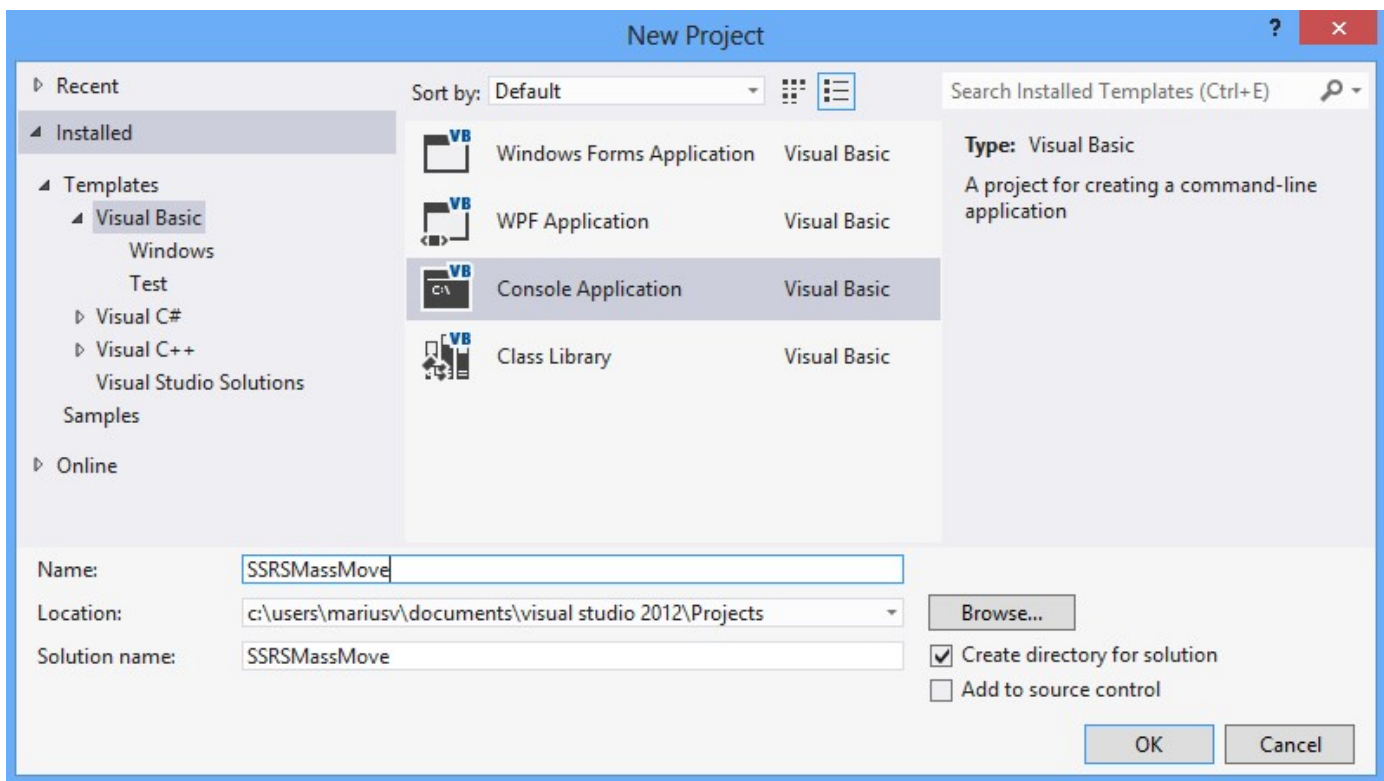 New Project
?
Recent
Installed
Templates
Visual Basic
Windows
Test
Visual C#
Visual C++
Visual Studio Solutions
Samples
Online
Sort by: Default
VB Windows Forms Application Visual Basic
VB WPF Application Visual Basic
VB C:\ Console Application Visual Basic
VB Class Library Visual Basic
Search Installed Templates (Ctrl+E)
Type: Visual Basic
A project for creating a command-line
application
Name: SSRSMassMove
Location: c:\users\mariusv\documents\visual studio 2012\Projects
Browse...
Solution name: SSRSMassMove
Create directory for solution
Add to source control
OK Cancel